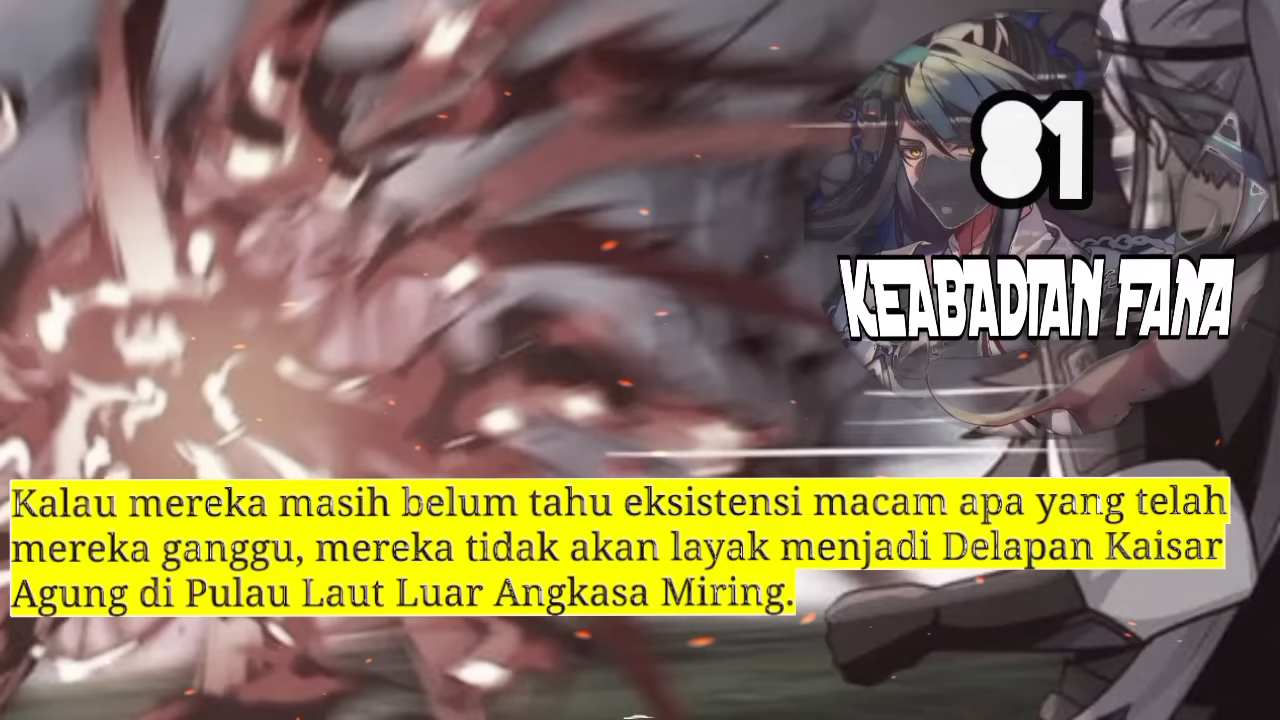 81
KEABADIAN FANA
Kalau mereka masih belum tahu eksistensi macam apa yang telah
mereka ganggu, mereka tidak akan layak menjadi Delapan Kaisar
Agung di Pulau Laut Luar Angkasa Miring.